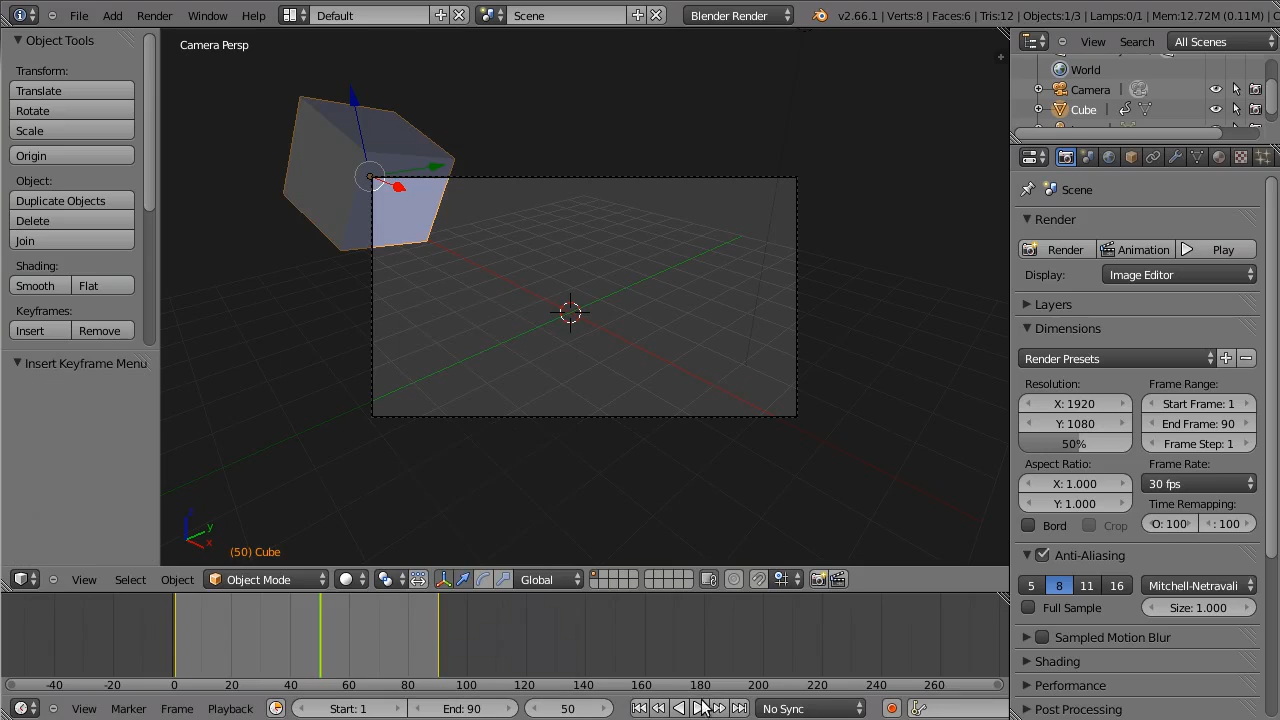 File Add Render Window Help Default Scene Blender Render v2.66.1 | Verts:8 | Faces:6 | Tris:12 | Objects:1/3 | Lamps:0/1 | Mem:12.72M (0.11M) | C
Object Tools
Transform:
Translate
Rotate
Scale
Origin
Object:
Duplicate Objects
Delete
Join
Shading:
Smooth Flat
Keyframes:
Insert Remove
Insert Keyframe Menu
Camera Persp
z
y
x
(50) Cube
View Select Object Object Mode Global
-40 -20 0 20 40 60 80 100 120 140 160 180 200 220 240 260
View Marker Frame Playback Start: 1 End: 90 50 No Sync
View Search All Scenes
World
Camera
Cube
Scene
Render
Render Animation Play
Display: Image Editor
Layers
Dimensions
Render Presets
Resolution: Frame Range:
X: 1920 Start Frame: 1
Y: 1080 End Frame: 90
50% Frame Step: 1
Aspect Ratio: Frame Rate:
X: 1.000 30 fps
Y: 1.000 Time Remapping:
Bord Crop O: 100 : 100
Anti-Aliasing
5 8 11 16 Mitchell-Netravali
Full Sample Size: 1.000
Sampled Motion Blur
Shading
Performance
Post Processing